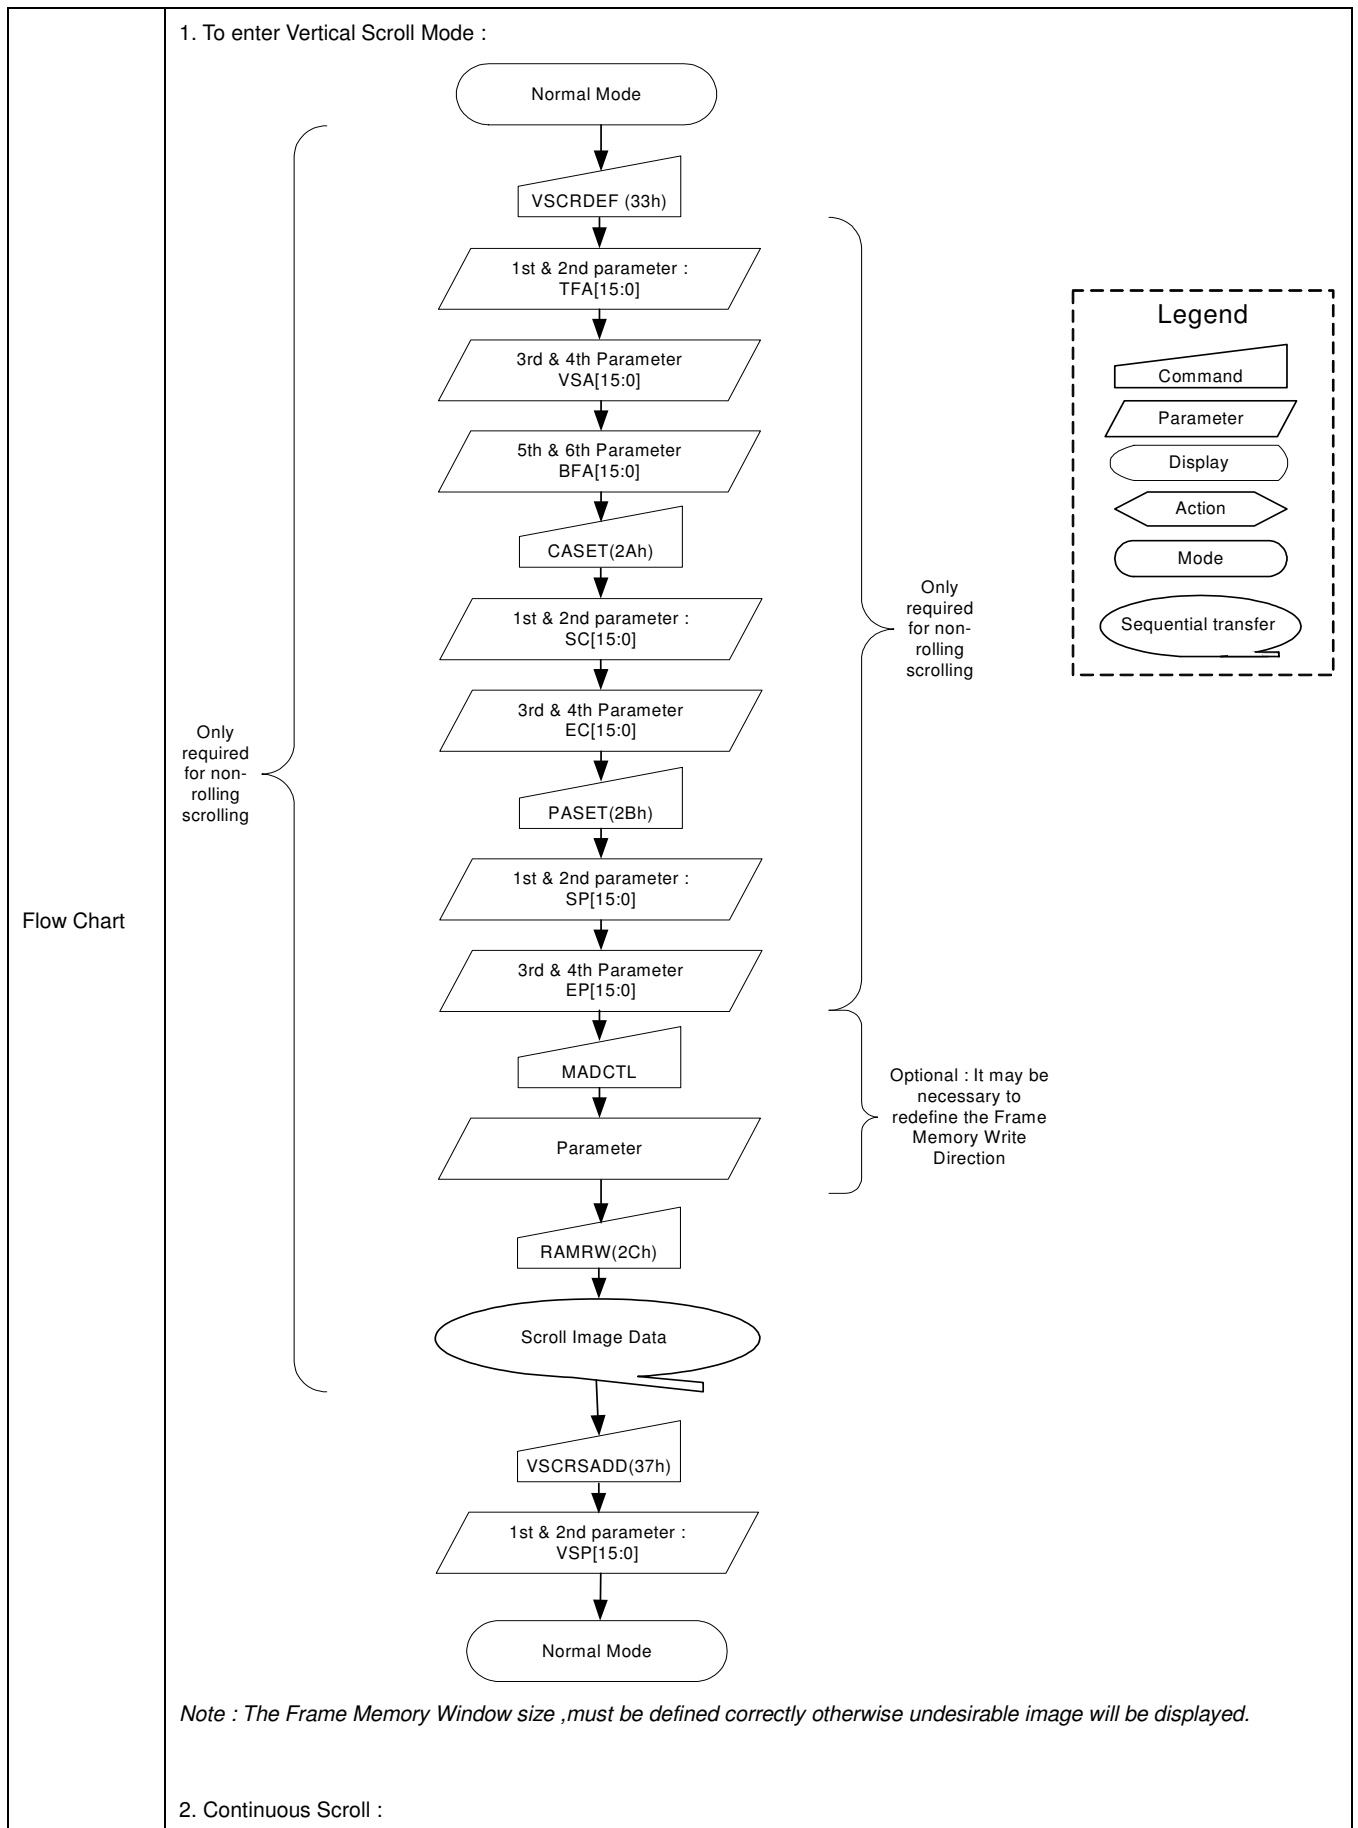 1. To enter Vertical Scroll Mode :
Normal Mode
VSCRDEF (33h)
1st & 2nd parameter :
TFA[15:0]
3rd & 4th Parameter
VSA[15:0]
5th & 6th Parameter
BFA[15:0]
CASET(2Ah)
1st & 2nd parameter :
SC[15:0]
3rd & 4th Parameter
EC[15:0]
PASET(2Bh)
1st & 2nd parameter :
SP[15:0]
3rd & 4th Parameter
EP[15:0]
MADCTL
Parameter
RAMRW(2Ch)
Scroll Image Data
VSCRSADD(37h)
1st & 2nd parameter :
VSP[15:0]
Normal Mode
Only
required
for non-
rolling
scrolling
Only
required
for non-
rolling
scrolling
Optional : It may be
necessary to
redefine the Frame
Memory Write
Direction
Legend
Command
Parameter
Display
Action
Mode
Sequential transfer
Flow Chart
Note : The Frame Memory Window size ,must be defined correctly otherwise undesirable image will be displayed.
2. Continuous Scroll :